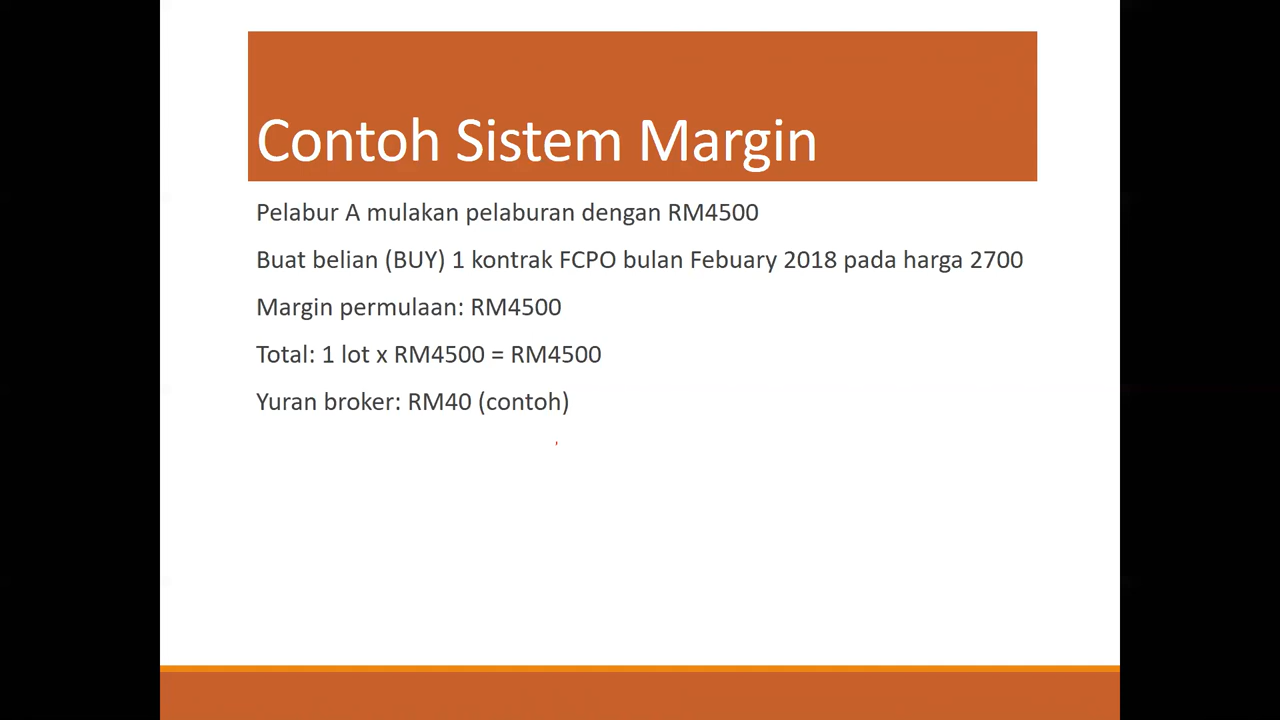 Contoh Sistem Margin
Pelabur A mulakan pelaburan dengan RM4500
Buat belian (BUY) 1 kontrak FCPO bulan Febuary 2018 pada harga 2700
Margin permulaan: RM4500
Total: 1 lot x RM4500 = RM4500
Yuran broker: RM40 (contoh)